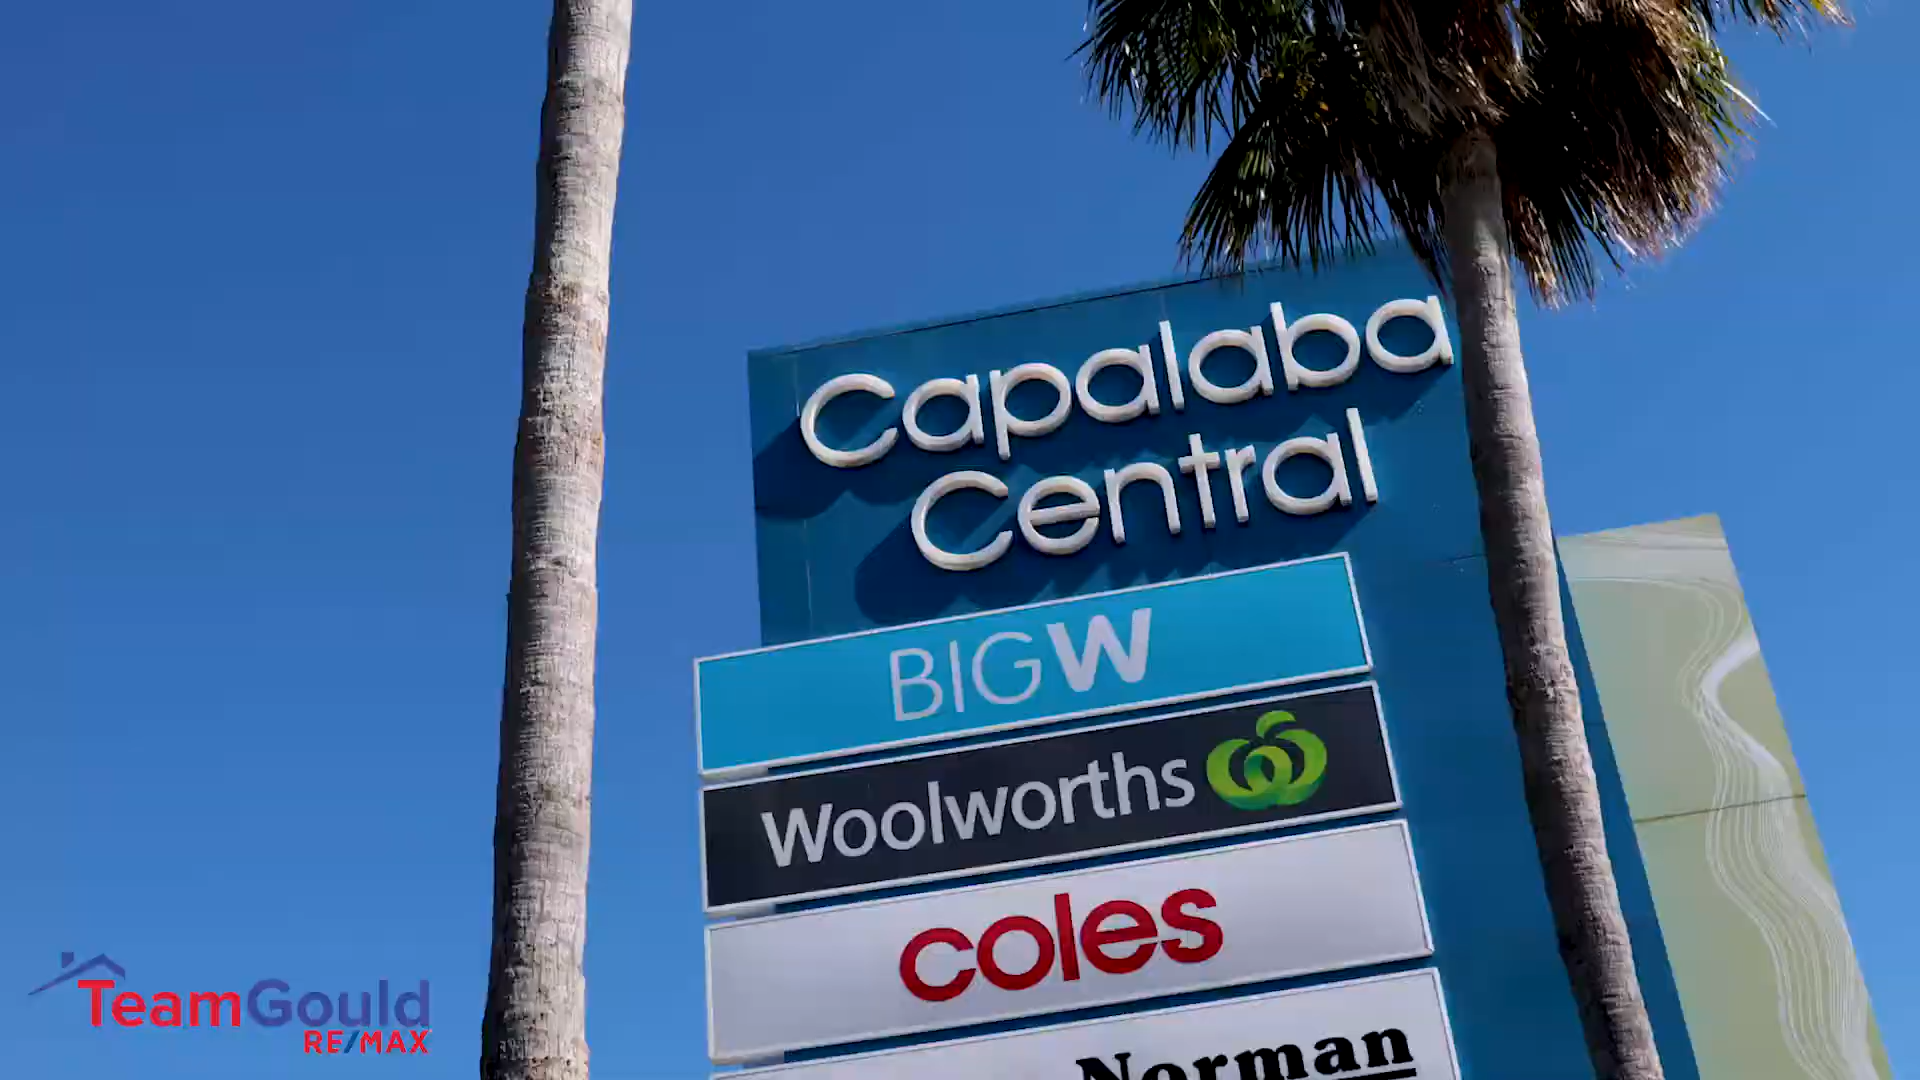 Capalaba
Central
BIGW
Woolworths
coles
Norman
TeamGould
RE/MAX